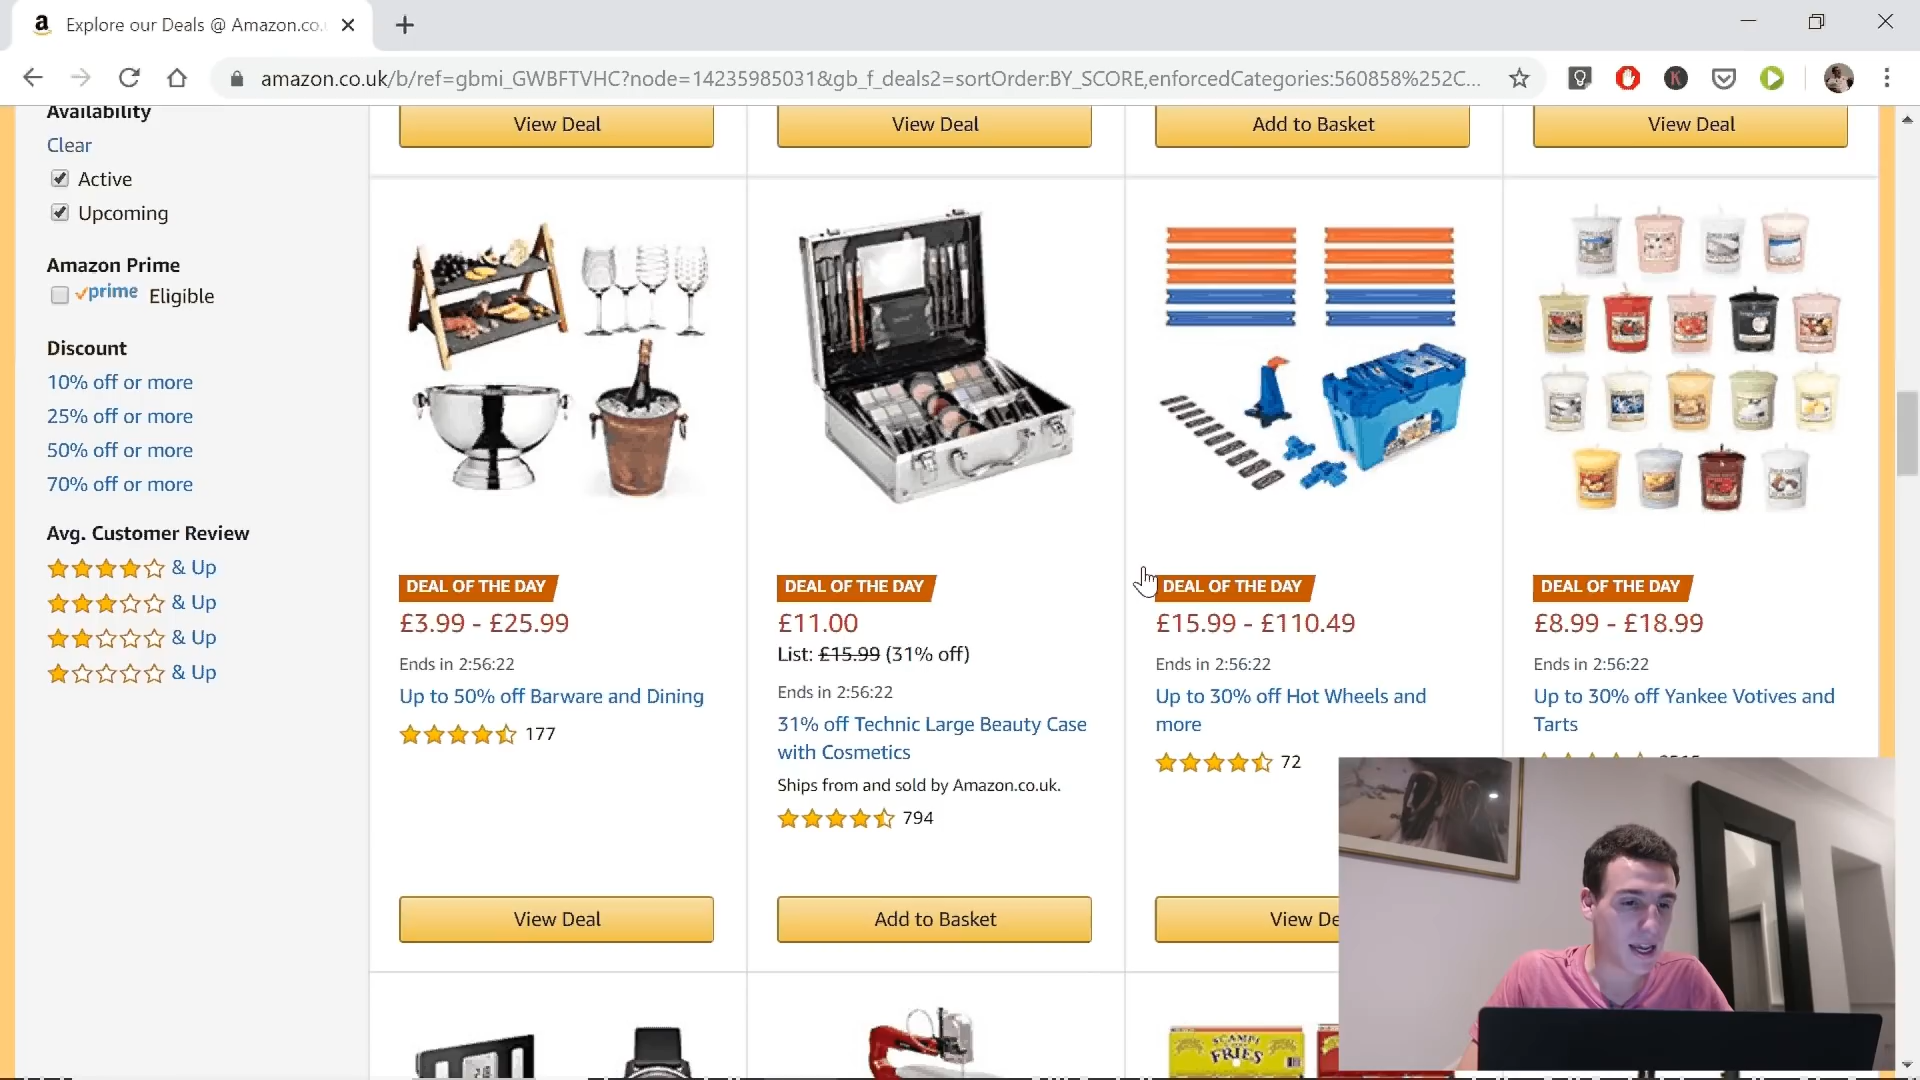 Explore our Deals @ Amazon.co.
amazon.co.uk/b/ref=gbmi_GWBFTVHC?node=14235985031&gb_f_deals2=sortOrder:BY_SCORE,enforcedCategories:560858%252C...
Availability
Clear
Active
Upcoming
Amazon Prime
prime Eligible
Discount
10% off or more
25% off or more
50% off or more
70% off or more
Avg. Customer Review
& Up
& Up
& Up
& Up
View Deal
View Deal
Add to Basket
View Deal
DEAL OF THE DAY
£3.99 - £25.99
Ends in 2:56:22
Up to 50% off Barware and Dining
177
View Deal
DEAL OF THE DAY
£11.00
List: £15.99 (31% off)
Ends in 2:56:22
31% off Technic Large Beauty Case
with Cosmetics
Ships from and sold by Amazon.co.uk.
794
Add to Basket
DEAL OF THE DAY
£15.99 - £110.49
Ends in 2:56:22
Up to 30% off Hot Wheels and
more
72
View De
DEAL OF THE DAY
£8.99 - £18.99
Ends in 2:56:22
Up to 30% off Yankee Votives and
Tarts
SCAMPI
FRIES